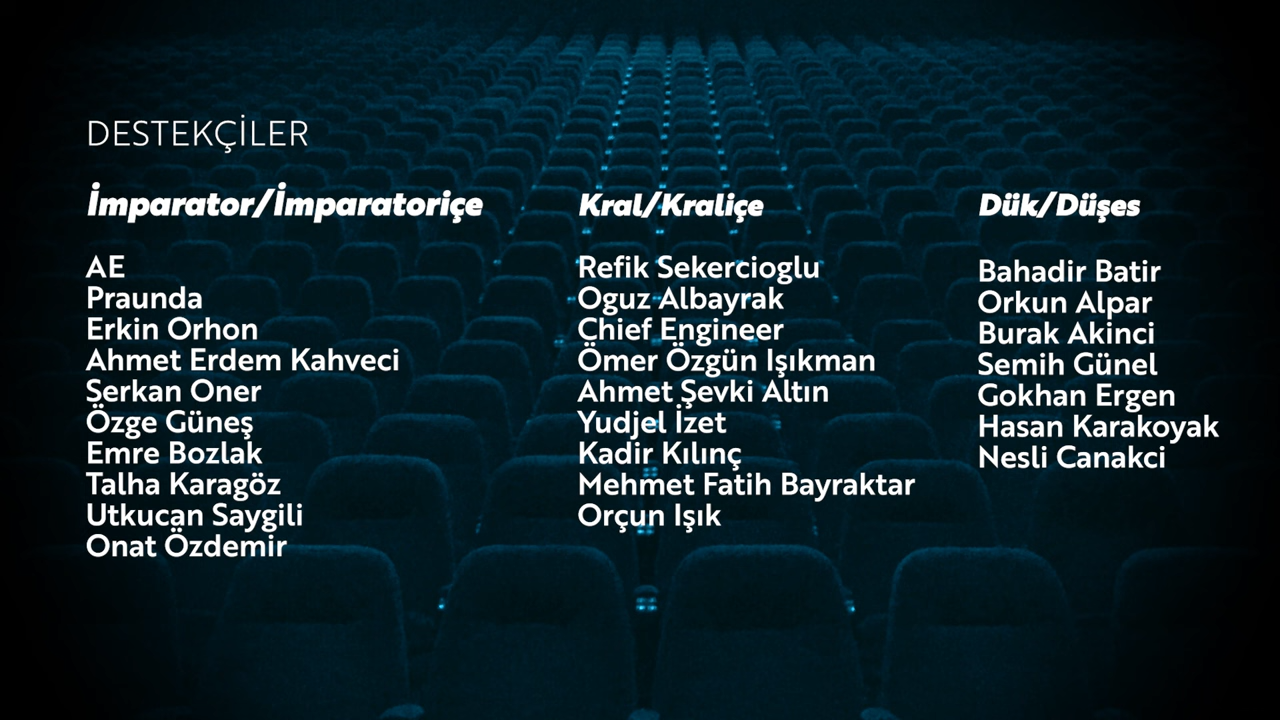 DESTEKÇİLER
İmparator/İmparatoriçe
AE
Praunda
Erkin Orhon
Ahmet Erdem Kahveci
Serkan Oner
Özge Güneş
Emre Bozlak
Talha Karagöz
Utkucan Saygili
Onat Özdemir
Kral/Kraliçe
Refik Sekercioglu
Oguz Albayrak
Chief Engineer
Ömer Özgün Işıkman
Ahmet Şevki Altın
Yudjel İzet
Kadir Kılınç
Mehmet Fatih Bayraktar
Orçun Işık
Dük/Düşes
Bahadir Batir
Orkun Alpar
Burak Akinci
Semih Günel
Gokhan Ergen
Hasan Karakoyak
Nesli Canakci